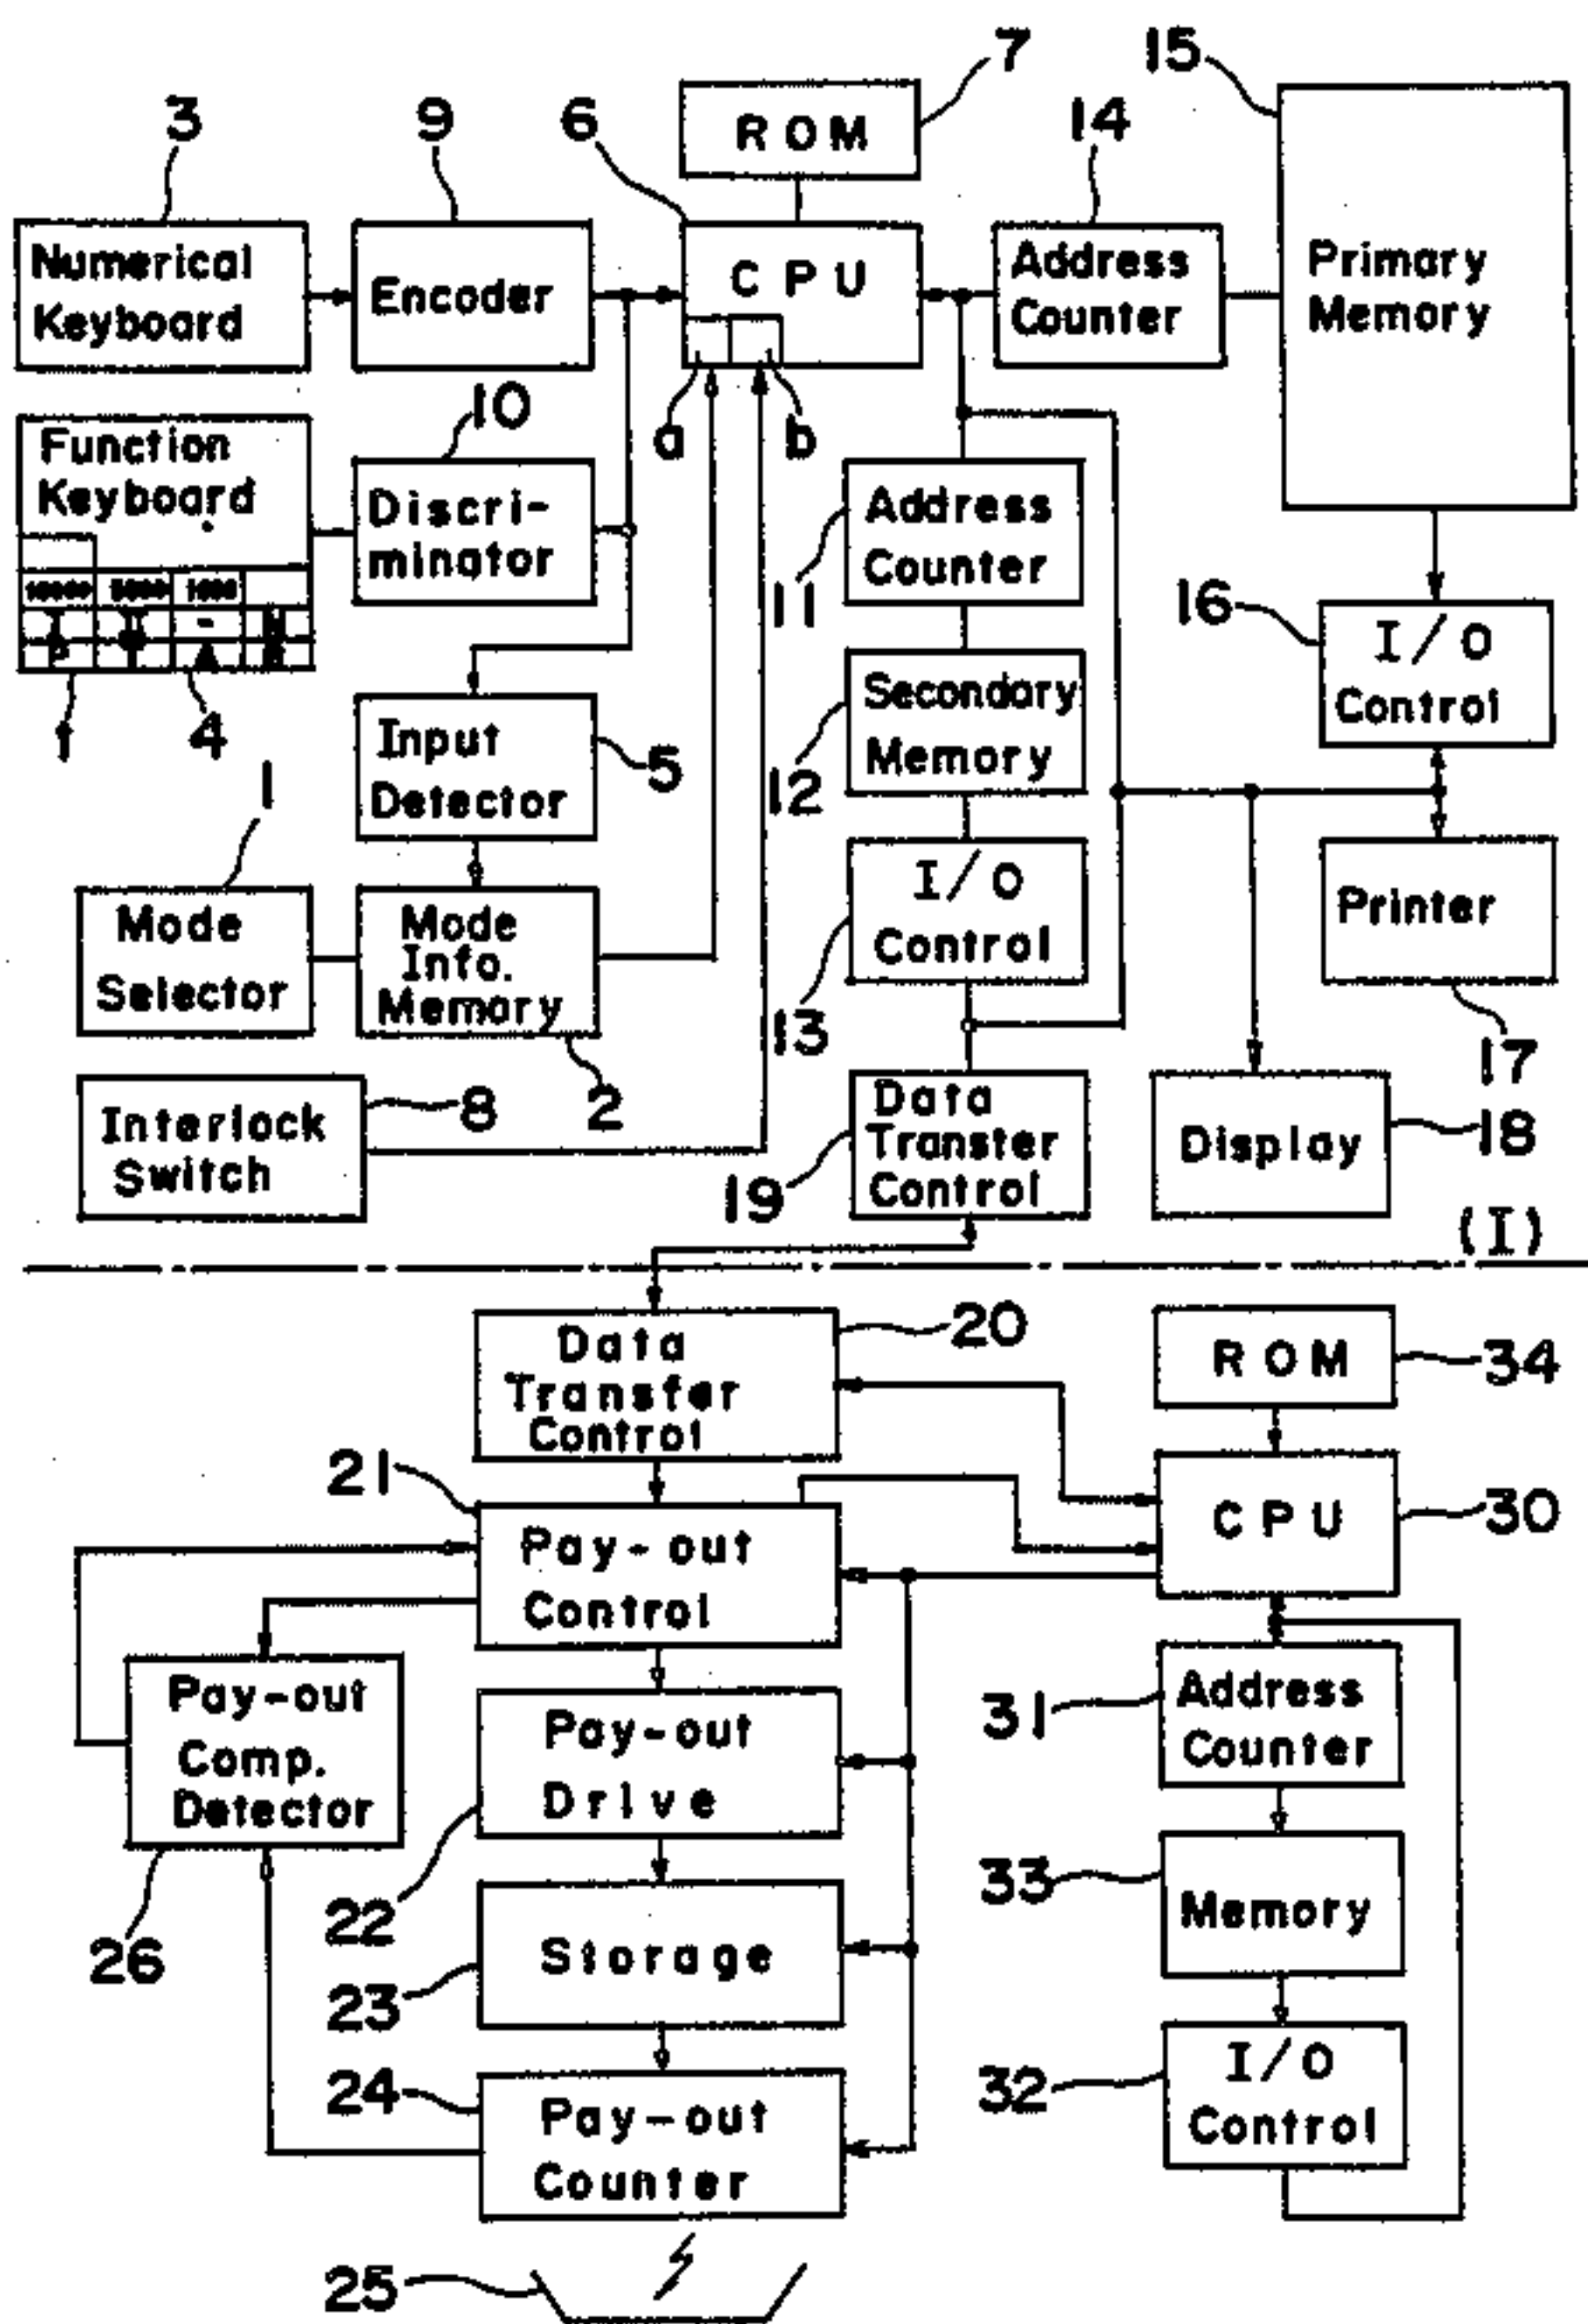 7
15
3
9
6
ROM
14
Numerical
Keyboard
Encoder
CPU
Address
Counter
Primary
Memory
10
a
b
Function
Keyboard
Discri-
minator
Address
Counter
11
10000
5000
1000
-
16
I/O
Control
t
4
Input
Detector
5
Secondary
Memory
12
1
Mode
Selector
Mode
Info.
Memory
I/O
Control
13
Printer
17
Interlock
Switch
8
2
Data
Transter
Control
19
Display
18
(I)
Data
Transfer
Control
20
ROM
34
21
Pay-out
Control
CPU
30
Pay-out
Comp.
Detector
26
Pay-out
Drive
22
31
Address
Counter
Storage
23
33
Memory
24
Pay-out
Counter
32
I/O
Control
25